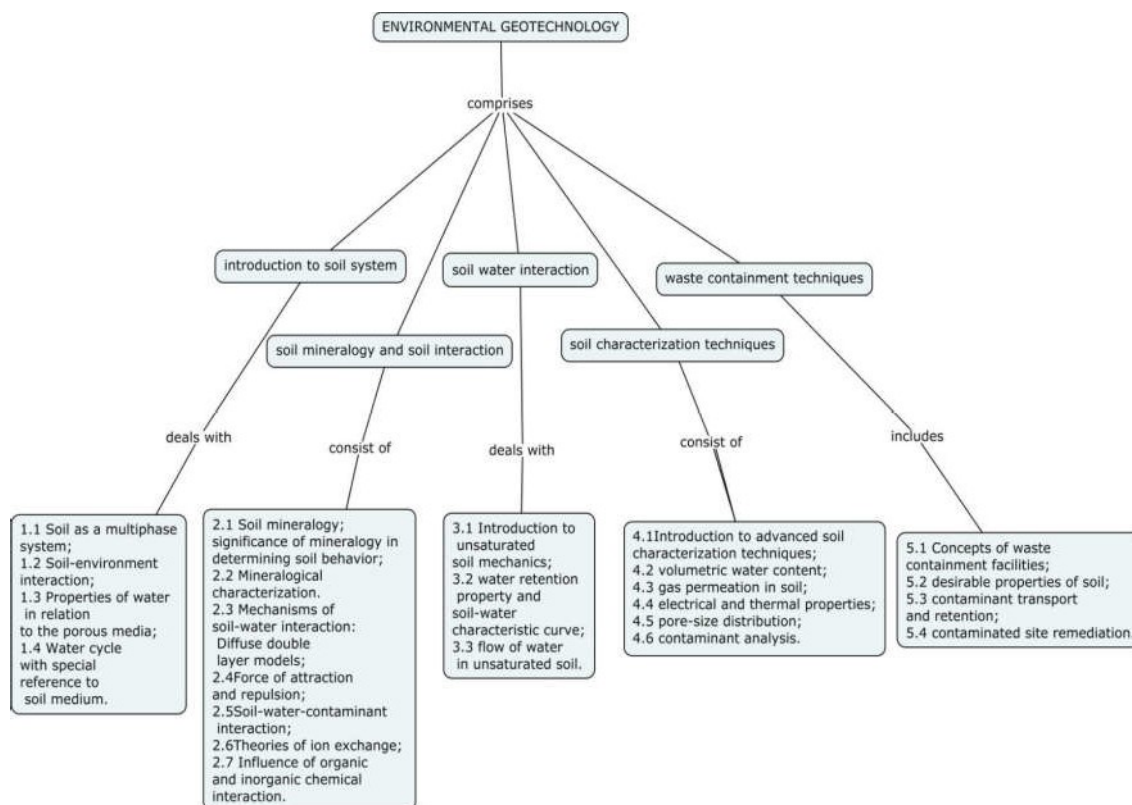 ENVIRONMENTAL GEOTECHNOLOGY
comprises
introduction to soil system
soil water interaction
waste containment techniques
soil mineralogy and soil interaction
soil characterization techniques
deals with
consist of
deals with
consist of
includes
1.1 Soil as a multiphase
system;
1.2 Soil-environment
interaction;
1.3 Properties of water
in relation
to the porous media;
1.4 Water cycle
with special
reference to
soil medium.
2.1 Soil mineralogy;
significance of mineralogy in
determining soil behavior;
2.2 Mineralogical
characterization.
2.3 Mechanisms of
soil-water interaction:
Diffuse double
layer models;
2.4Force of attraction
and repulsion;
2.5Soil-water-contaminant
interaction;
2.6Theories of ion exchange;
2.7 Influence of organic
and inorganic chemical
interaction.
3.1 Introduction to
unsaturated
soil mechanics;
3.2 water retention
property and
soil-water
characteristic curve;
3.3 flow of water
in unsaturated soil.
4.1Introduction to advanced soil
characterization techniques;
4.2 volumetric water content;
4.3 gas permeation in soil;
4.4 electrical and thermal properties;
4.5 pore-size distribution;
4.6 contaminant analysis.
5.1 Concepts of waste
containment facilities;
5.2 desirable properties of soil;
5.3 contaminant transport
and retention;
5.4 contaminated site remediation.